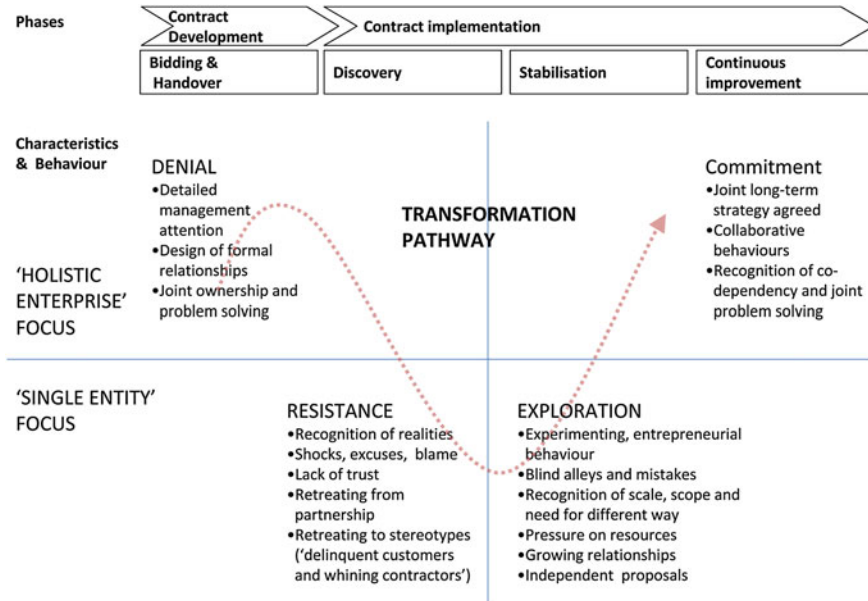 Phases
Contract
Development
Contract implementation
Bidding &
Handover
Discovery
Stabilisation
Continuous
improvement
Characteristics
& Behaviour
DENIAL
•Detailed
management
attention
•Design of formal
relationships
•Joint ownership and
problem solving
TRANSFORMATION
PATHWAY
Commitment
•Joint long-term
strategy agreed
•Collaborative
behaviours
•Recognition of co-
dependency and joint
problem solving
‘HOLISTIC
ENTERPRISE’
FOCUS
‘SINGLE ENTITY’
FOCUS
RESISTANCE
•Recognition of realities
•Shocks, excuses, blame
•Lack of trust
•Retreating from
partnership
•Retreating to stereotypes
(‘delinquent customers
and whining contractors’)
EXPLORATION
•Experimenting, entrepreneurial
behaviour
•Blind alleys and mistakes
•Recognition of scale, scope and
need for different way
•Pressure on resources
•Growing relationships
•Independent proposals